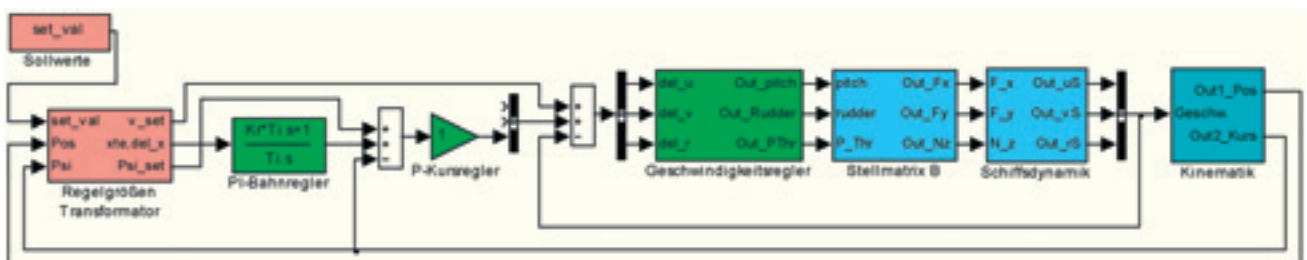 set_val
Sollwerte
set_val
Pos
Psi
v_set
xte,del_x
Psi_set
Regelgrößen
Transformator
Kr*Ti.s+1
Ti.s
PI-Bahnregler
1
P-Kursregler
del_u
del_v
del_r
Out_pitch
Out_Rudder
Out_PThr
Geschwindigkeitsregler
pitch
rudder
P_Thr
Out_Fx
Out_Fy
Out_Nz
Stellmatrix B
F_x
F_y
N_z
Out_uS
Out_vS
Out_rS
Schiffsdynamik
Geschw.
Out1_Pos
Out2_Kurs
Kinematik